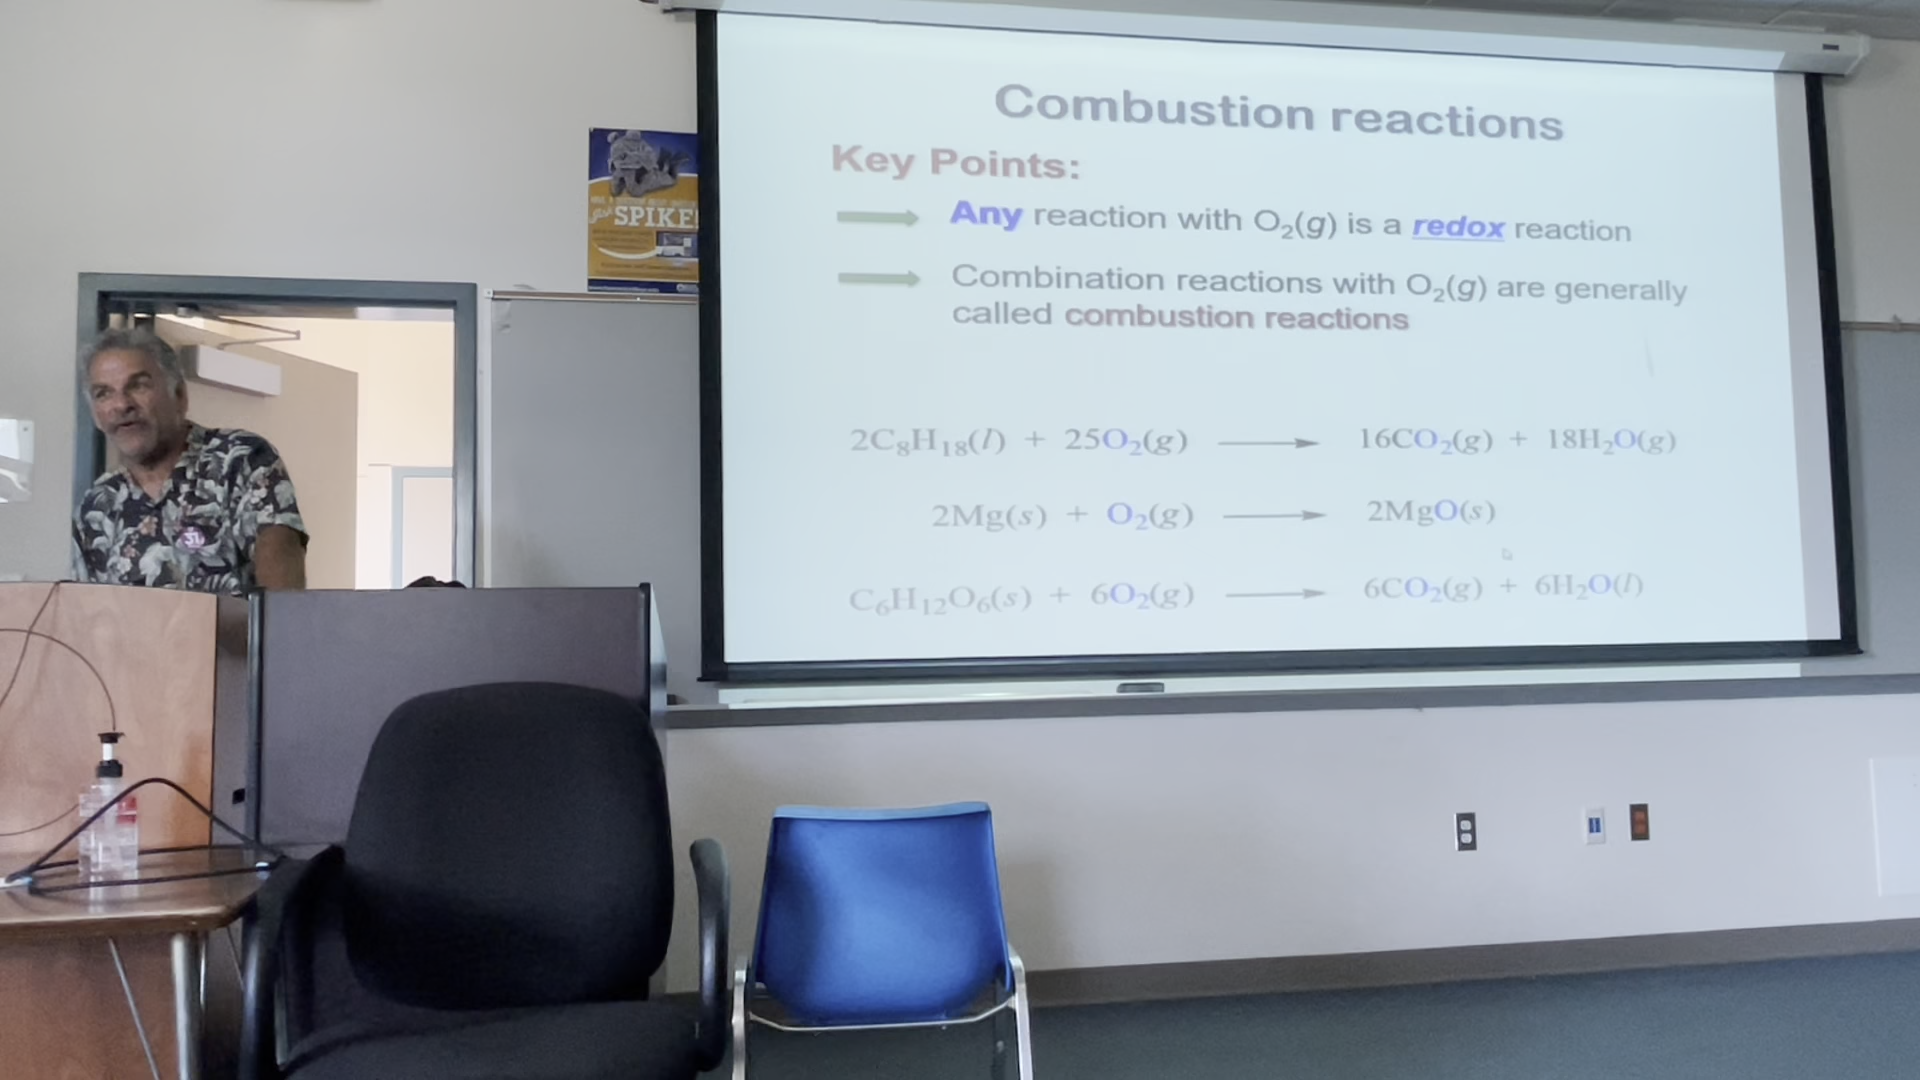 Combustion reactions
Key Points:
Any reaction with O₂(g) is a redox reaction
Combination reactions with O₂(g) are generally
called combustion reactions
2C₈H₁₈(l) + 25O₂(g) ⟶ 16CO₂(g) + 18H₂O(g)
2Mg(s) + O₂(g) ⟶ 2MgO(s)
C₆H₁₂O₆(s) + 6O₂(g) ⟶ 6CO₂(g) + 6H₂O(l)
SPIKE